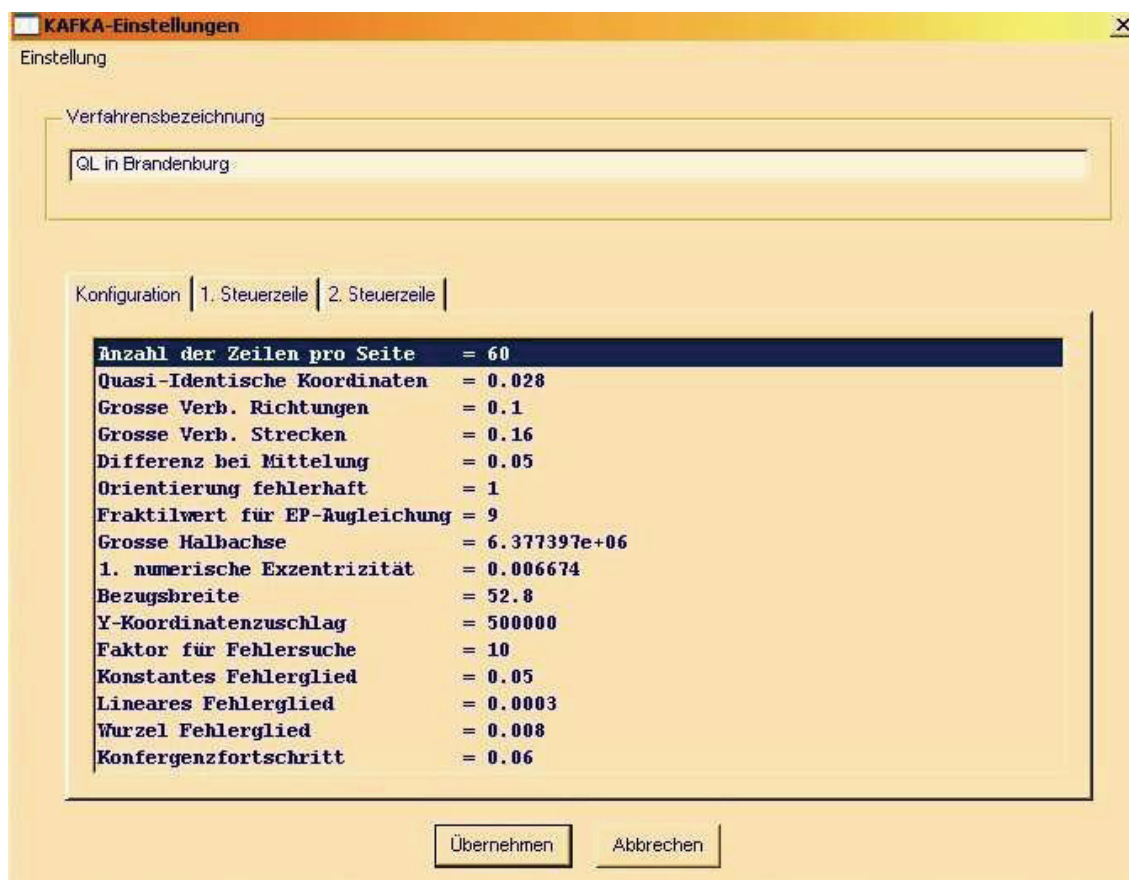 KAFKA-Einstellungen
Einstellung
Verfahrensbezeichnung
QL in Brandenburg
Konfiguration 1. Steuerzeile 2. Steuerzeile
Anzahl der Zeilen pro Seite = 60
Quasi-Identische Koordinaten = 0.028
Grosse Verb. Richtungen = 0.1
Grosse Verb. Strecken = 0.16
Differenz bei Mittelung = 0.05
Orientierung fehlerhaft = 1
Fraktilwert für EP-Augleichung = 9
Grosse Halbachse = 6.377397e+06
1. numerische Exzentrizität = 0.006674
Bezugsbreite = 52.8
Y-Koordinatenzuschlag = 500000
Faktor für Fehlersuche = 10
Konstantes Fehlerglied = 0.05
Lineares Fehlerglied = 0.0003
Wurzel Fehlerglied = 0.008
Konfergenzfortschritt = 0.06
Übernehmen Abbrechen